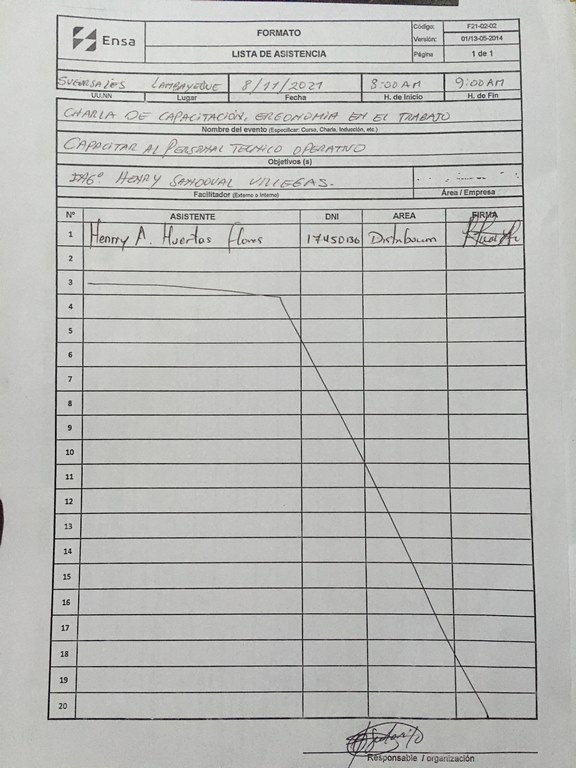 Ensa
FORMATO
LISTA DE ASISTENCIA
Código: F21-02-02
Versión: 01/13-05-2014
Página 1 de 1
SUCURSALES LAMBAYEQUE 8/11/2021 8:00 AM 9:00 AM
UU.NN Lugar Fecha H. de Inicio H. de Fin
CHARLA DE CAPACITACIÓN, ERGONOMIA EN EL TRABAJO
Nombre del evento (Especificar: Curso, Charla, Inducción, etc.)
CAPACITAR AL PERSONAL TECNICO OPERATIVO
Objetivos (s)
HENRY SANDOVAL VILLEGAS.
Facilitador (Externo o Interno) Área / Empresa
N° ASISTENTE DNI AREA FIRMA
1 Henrry A. Huertas Flores 17450136 Distribucion
2
3
4
5
6
7
8
9
10
11
12
13
14
15
16
17
18
19
20
Responsable / organización